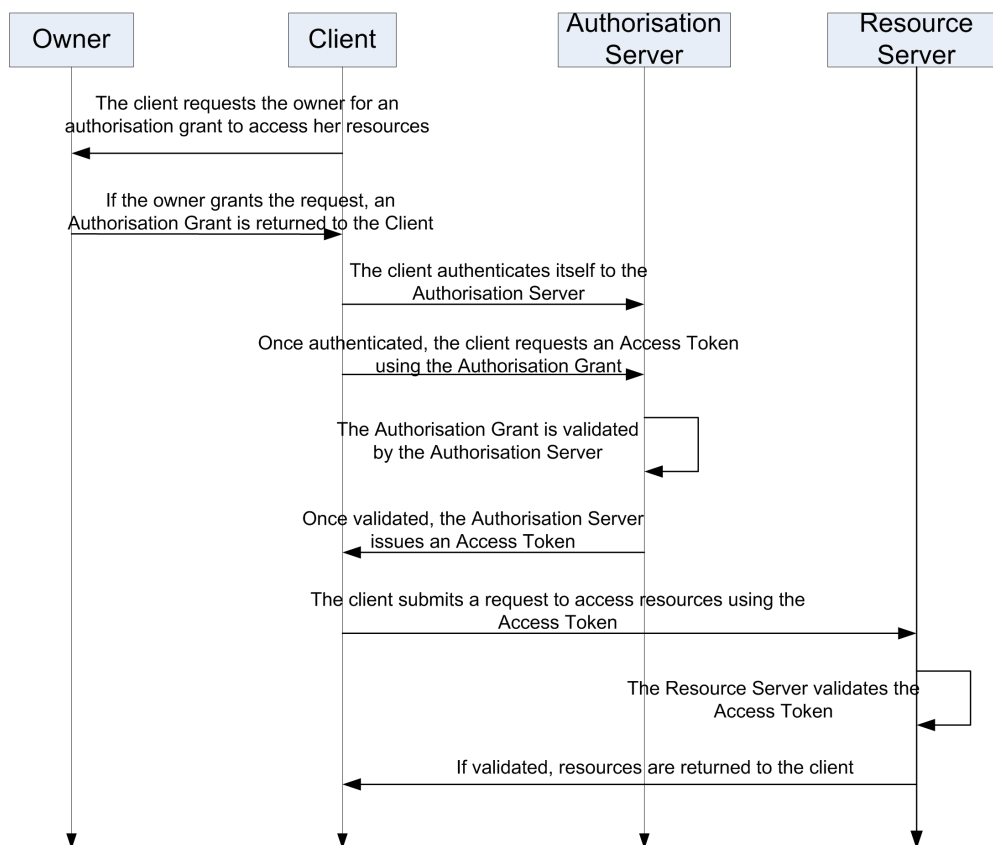 Owner
Client
Authorisation
Server
Resource
Server
The client requests the owner for an
authorisation grant to access her resources
If the owner grants the request, an
Authorisation Grant is returned to the Client
The client authenticates itself to the
Authorisation Server
Once authenticated, the client requests an Access Token
using the Authorisation Grant
The Authorisation Grant is validated
by the Authorisation Server
Once validated, the Authorisation Server
issues an Access Token
The client submits a request to access resources using the
Access Token
The Resource Server validates the
Access Token
If validated, resources are returned to the client